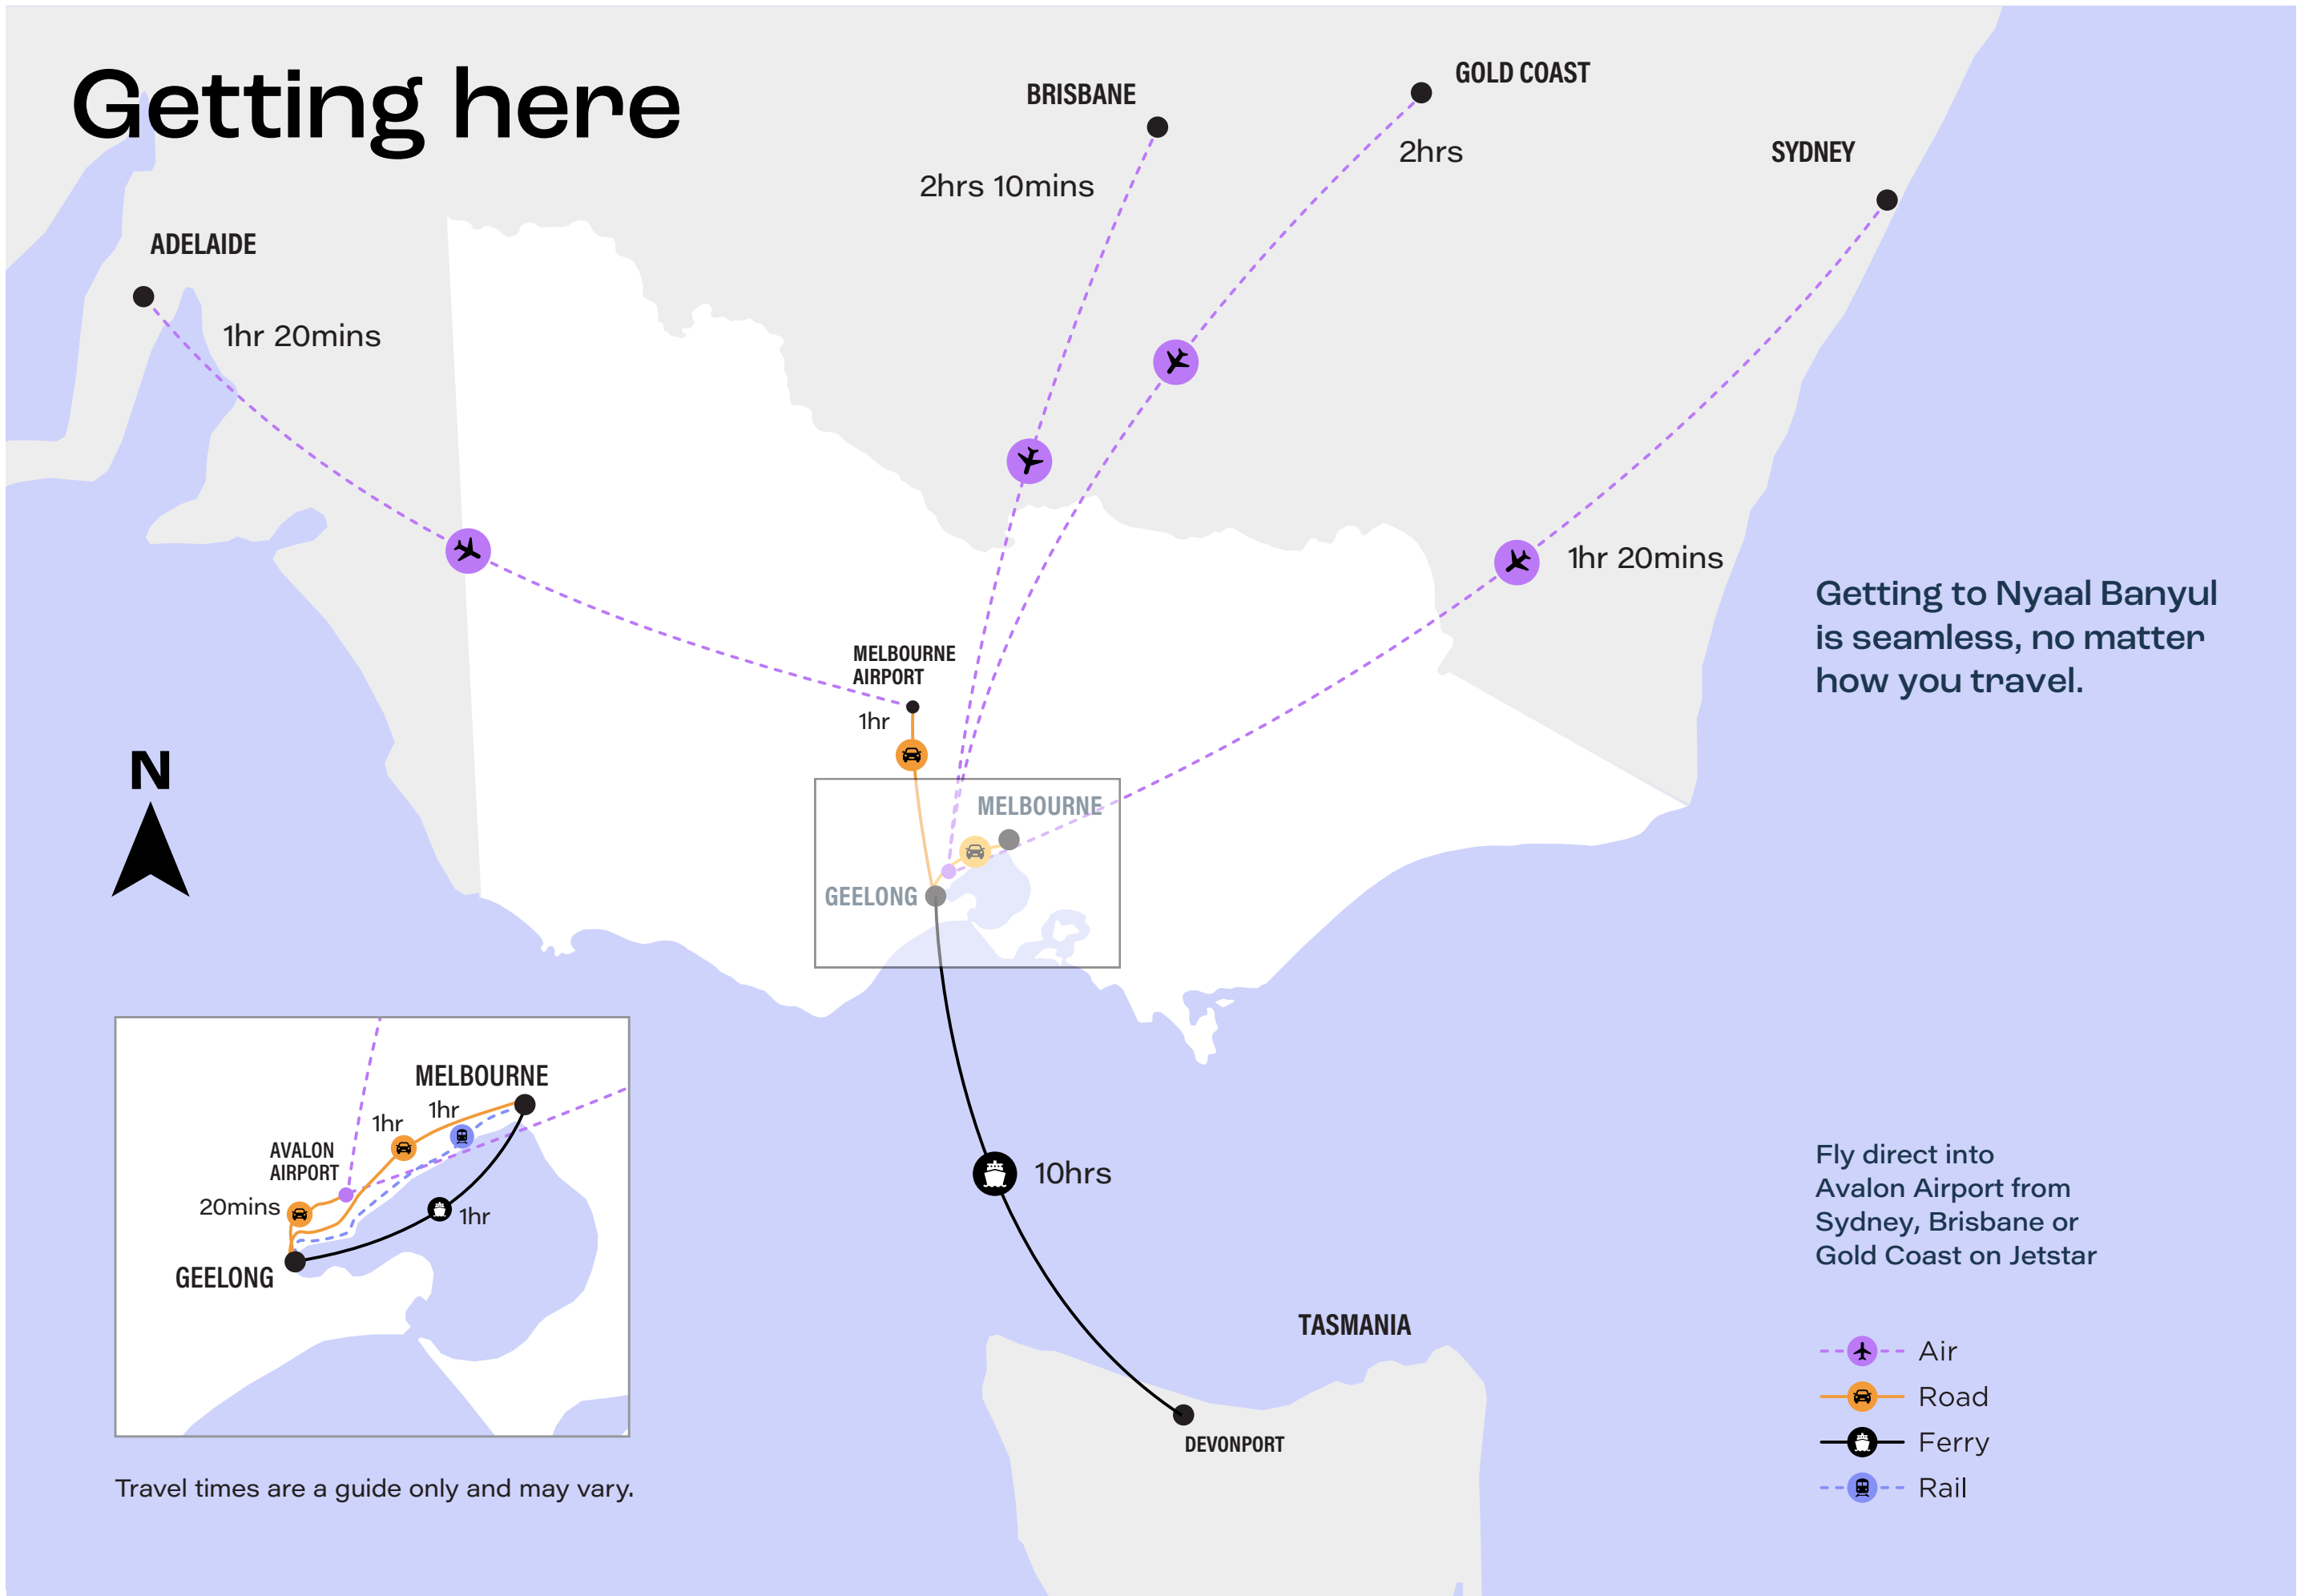 Getting here
BRISBANE
GOLD COAST
2hrs 10mins
2hrs
SYDNEY
ADELAIDE
1hr 20mins
1hr 20mins
Getting to Nyaal Banyul
is seamless, no matter
how you travel.
MELBOURNE
AIRPORT
1hr
N
MELBOURNE
GEELONG
MELBOURNE
1hr
1hr
AVALON
AIRPORT
20mins
1hr
GEELONG
10hrs
Fly direct into
Avalon Airport from
Sydney, Brisbane or
Gold Coast on Jetstar
TASMANIA
DEVONPORT
Air
Road
Ferry
Rail
Travel times are a guide only and may vary.